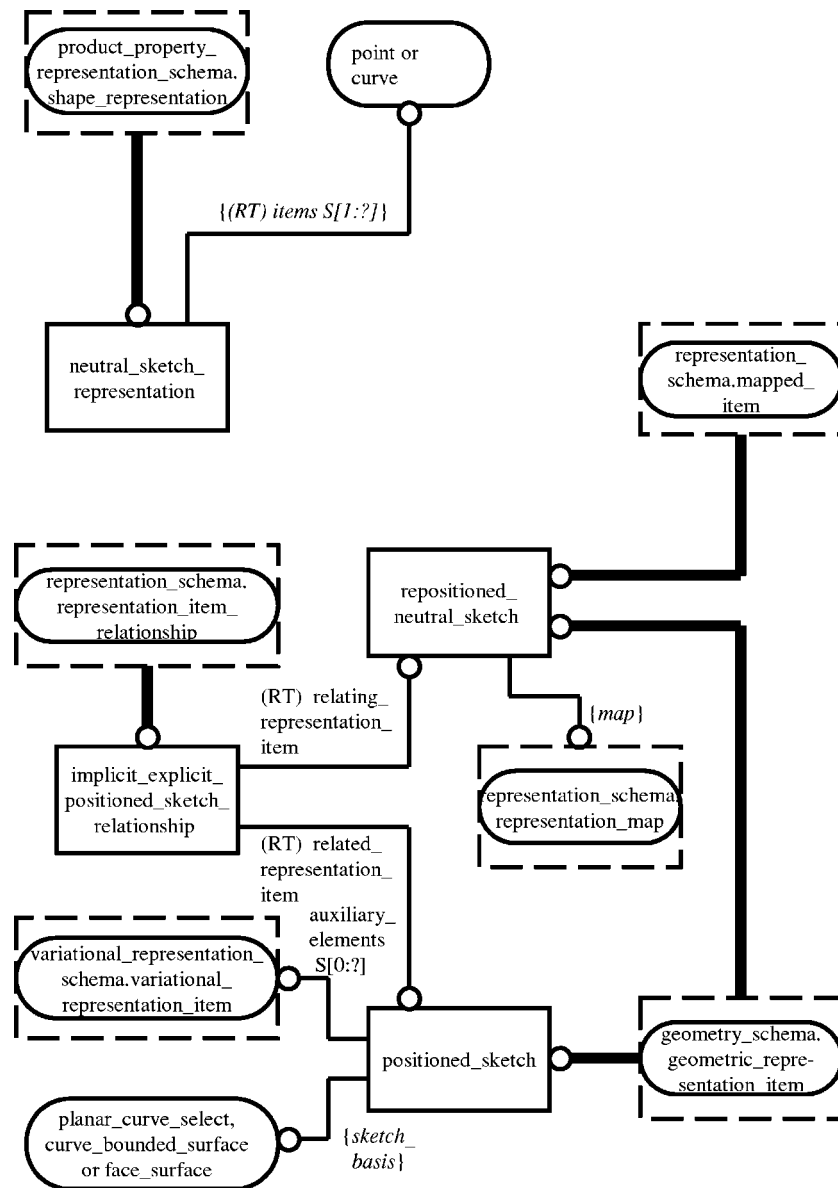 product_property_
representation_schema.
shape_representation
point or
curve
{(RT) items S[1:?]}
neutral_sketch_
representation
representation_
schema.mapped_
item
representation_schema.
representation_item_
relationship
repositioned_
neutral_sketch
(RT) relating_
representation_
item
{map}
implicit_explicit_
positioned_sketch_
relationship
representation_schema.
representation_map
(RT) related_
representation_
item
auxiliary_
elements
S[0:?]
variational_representation_
schema.variational_
representation_item
positioned_sketch
geometry_schema.
geometric_repre-
sentation_item
planar_curve_select,
curve_bounded_surface
or face_surface
{sketch_
basis}